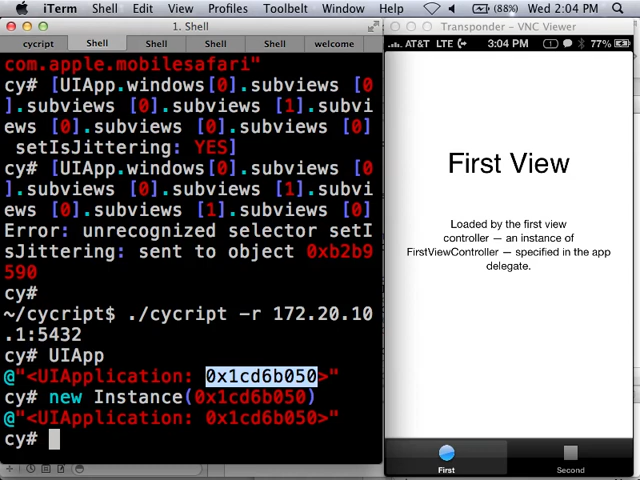 iTerm Shell Edit View Profiles Toolbelt Window Help (88%) Wed 2:04 PM
1. Shell
cycript Shell Shell Shell Shell welcome
com.apple.mobilesafari"
cy# [UIApp.windows[0].subviews [0
].subviews [0].subviews [1].subvi
ews [0].subviews [0].subviews [0]
 setIsJittering: YES]
cy# [UIApp.windows[0].subviews [0
].subviews [0].subviews [1].subvi
ews [0].subviews [1].subviews [0]
Error: unrecognized selector setI
sJittering: sent to object 0xb2b9
590
cy#
~/cycript$ ./cycript -r 172.20.10
.1:5432
cy# UIApp
@"<UIApplication: 0x1cd6b050>"
cy# new Instance(0x1cd6b050)
@"<UIApplication: 0x1cd6b050>"
cy#
Transponder - VNC Viewer
AT&T LTE 3:04 PM 1 77%
First View
Loaded by the first view
controller — an instance of
FirstViewController — specified in the app
delegate.
First
Second